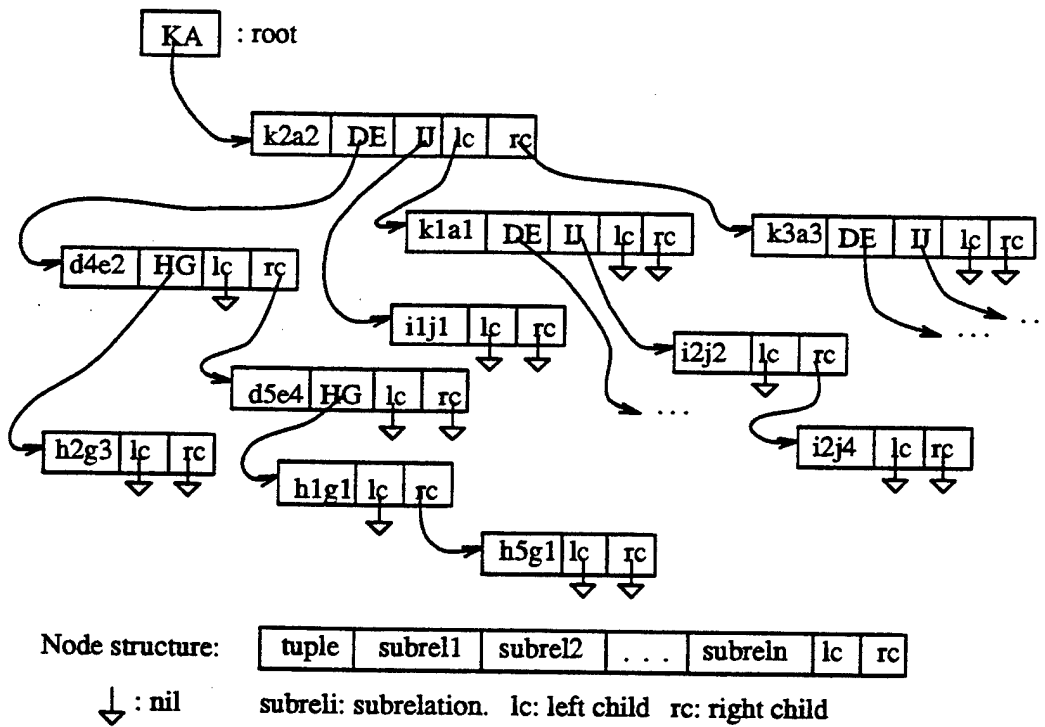 KA : root
k2a2 DE IJ lc rc
k1a1 DE IJ lc rc
k3a3 DE IJ lc rc
d4e2 HG lc rc
i1j1 lc rc
... ..
i2j2 lc rc
d5e4 HG lc rc
...
h2g3 lc rc
i2j4 lc rc
h1g1 lc rc
h5g1 lc rc
Node structure: tuple subrel1 subrel2 . . . subreln lc rc
: nil subreli: subrelation. lc: left child rc: right child